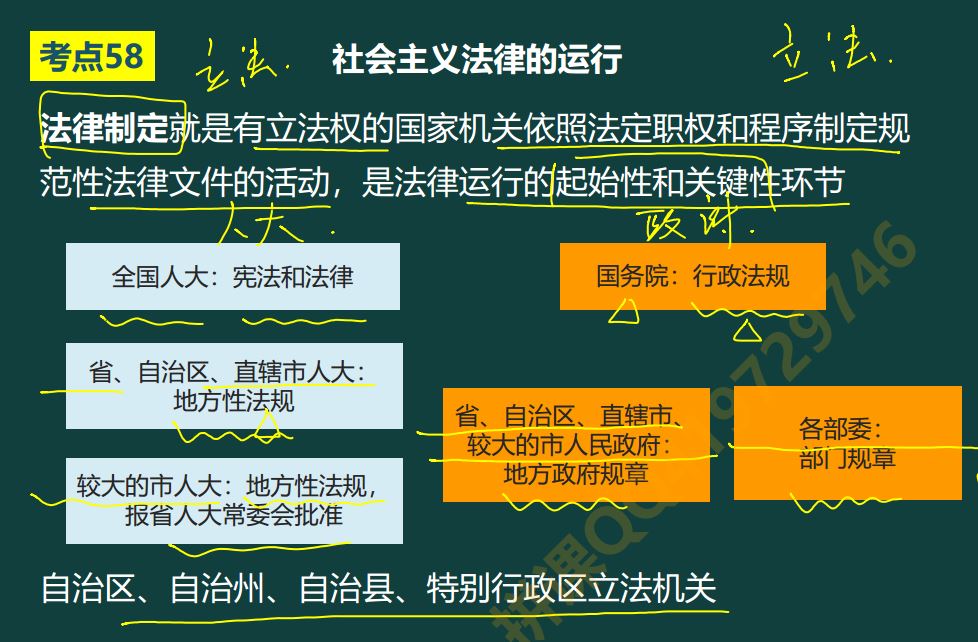 考点58
立法.
社会主义法律的运行
立法.
法律制定就是有立法权的国家机关依照法定职权和程序制定规
范性法律文件的活动，是法律运行的起始性和关键性环节
人大.
政府.
全国人大：宪法和法律
国务院：行政法规
省、自治区、直辖市人大：
地方性法规
省、自治区、直辖市、
较大的市人民政府：
地方政府规章
各部委：
部门规章
较大的市人大：地方性法规，
报省人大常委会批准
自治区、自治州、自治县、特别行政区立法机关